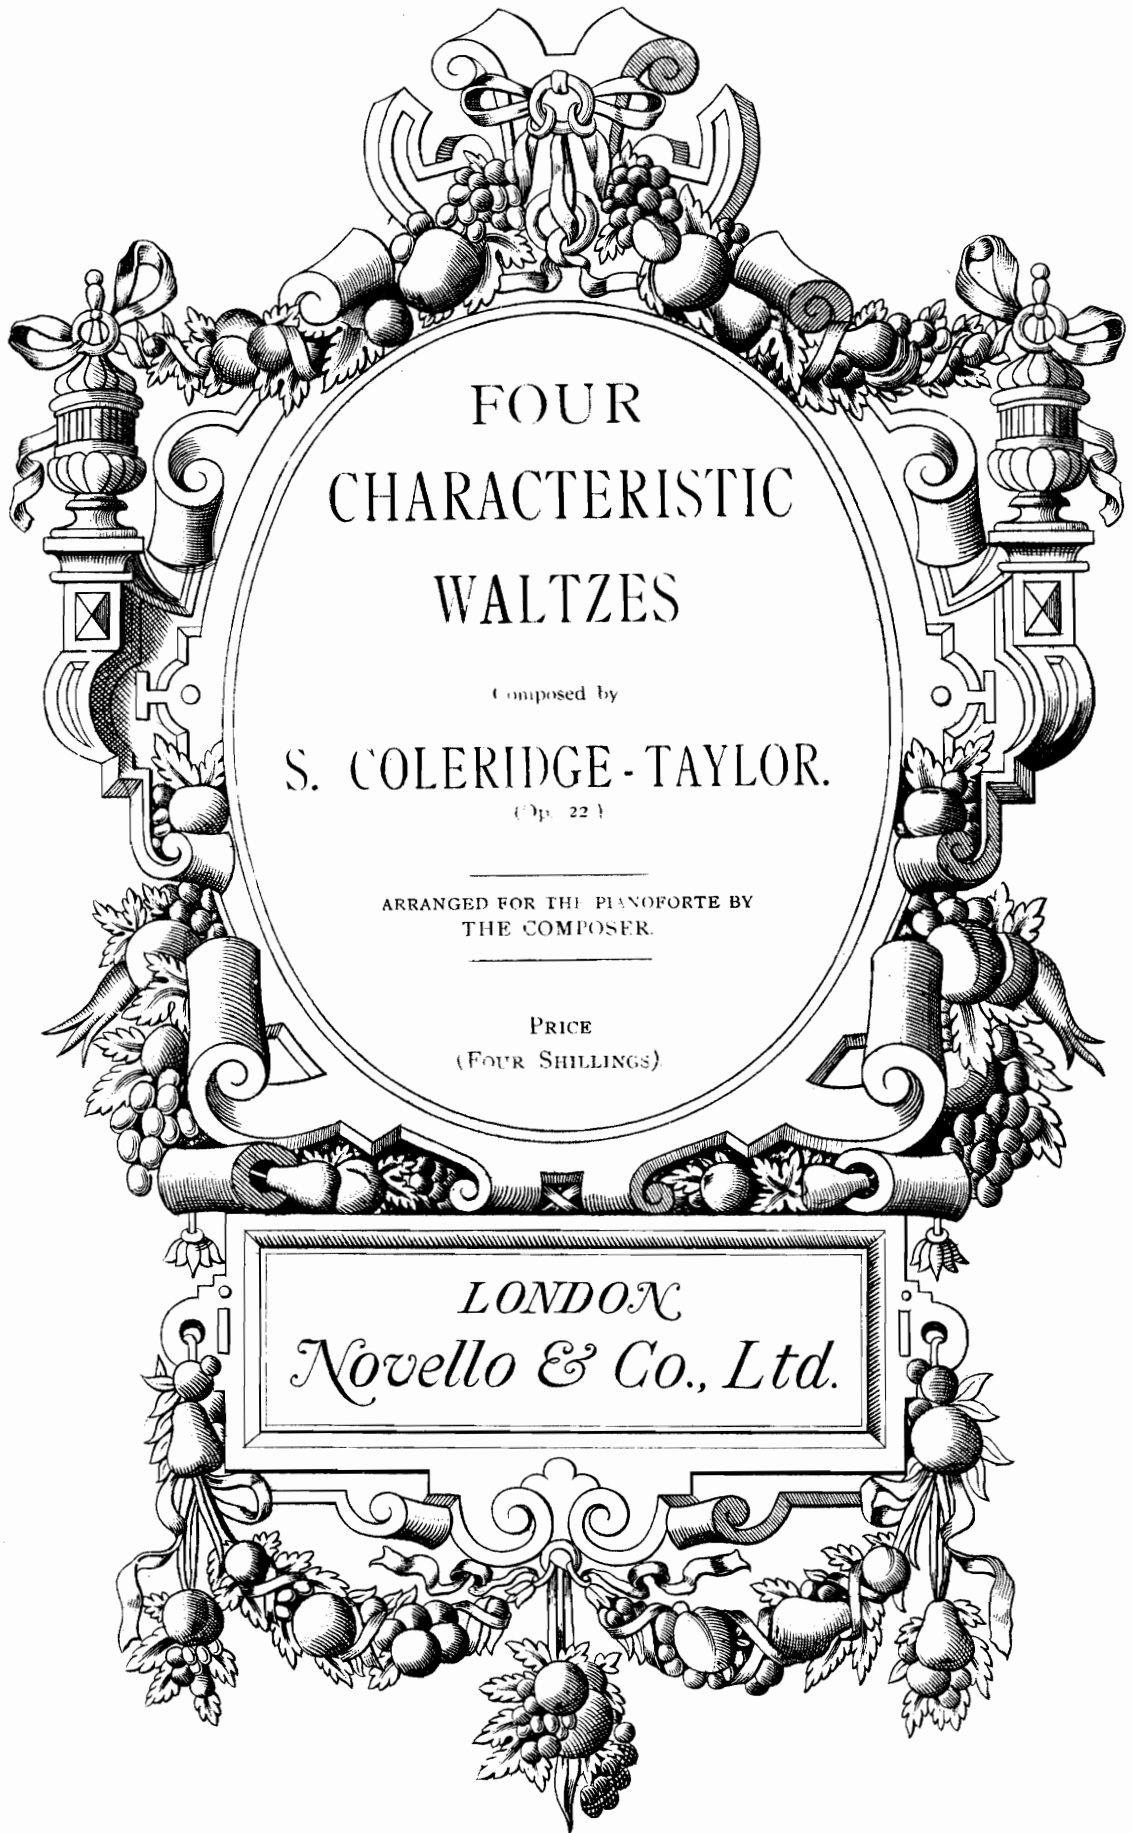 FOUR
CHARACTERISTIC
WALTZES
Composed by
S. COLERIDGE-TAYLOR.
(Op. 22)
ARRANGED FOR THE PIANOFORTE BY
THE COMPOSER.
PRICE
(FOUR SHILLINGS)
LONDON,
Novello & Co., Ltd.